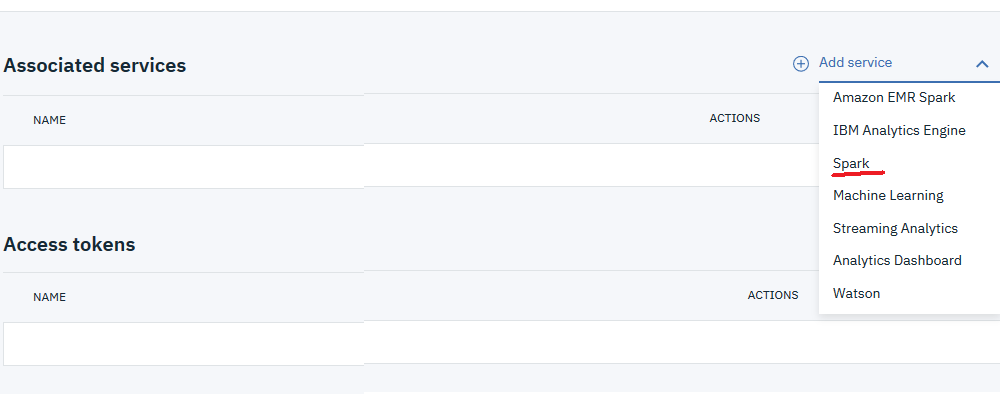 Associated services
Add service
NAME
ACTIONS
Amazon EMR Spark
IBM Analytics Engine
Spark
Machine Learning
Streaming Analytics
Analytics Dashboard
Watson
Access tokens
NAME
ACTIONS